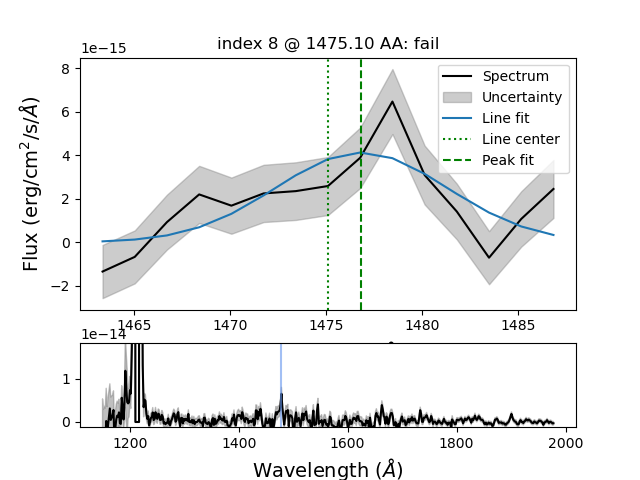 index 8 @ 1475.10 AA: fail
1e−15
8
6
4
2
0
−2
Flux (erg/cm²/s/Å)
Spectrum
Uncertainty
Line fit
Line center
Peak fit
1465 1470 1475 1480 1485
1e−14
1
0
1200 1400 1600 1800 2000
Wavelength (Å)